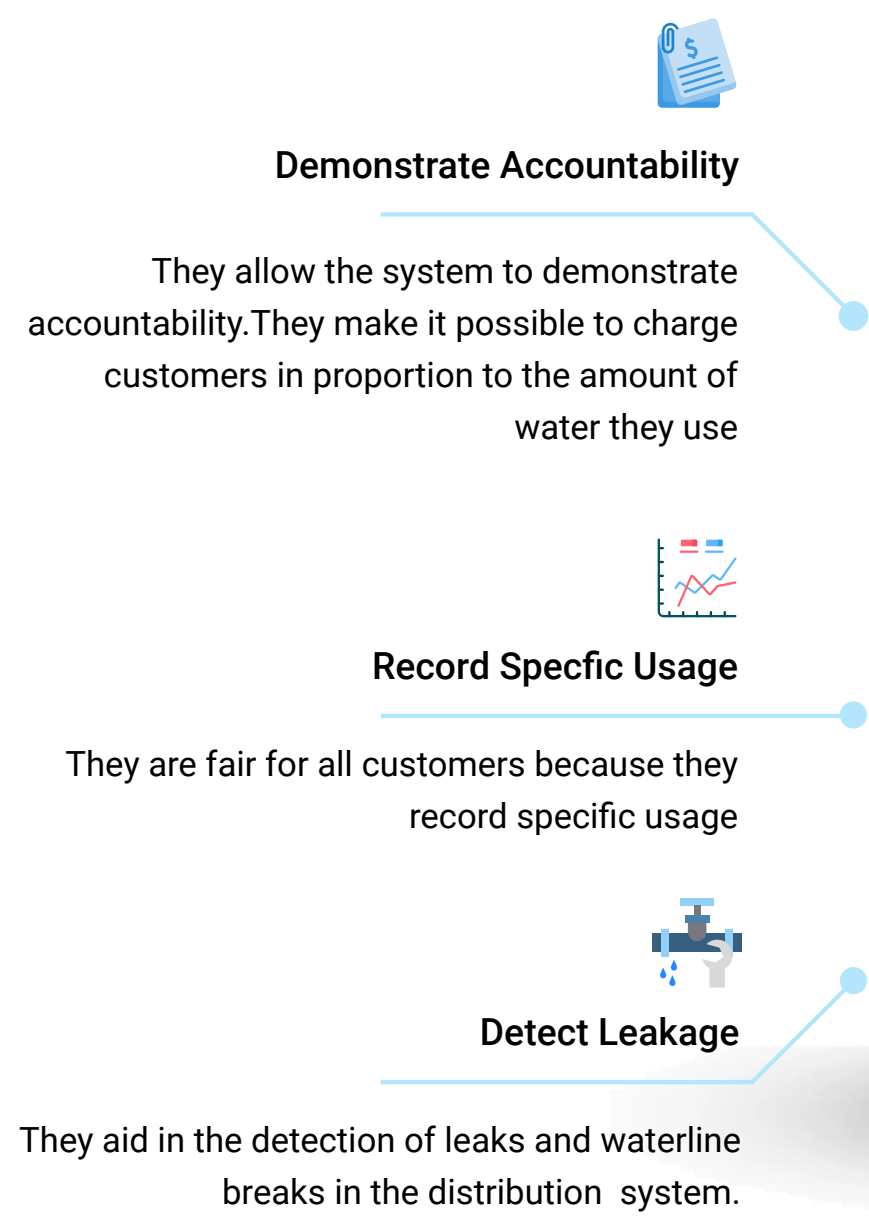 $
Demonstrate Accountability
They allow the system to demonstrate
accountability.They make it possible to charge
customers in proportion to the amount of
water they use
Record Specfic Usage
They are fair for all customers because they
record specific usage
Detect Leakage
They aid in the detection of leaks and waterline
breaks in the distribution  system.